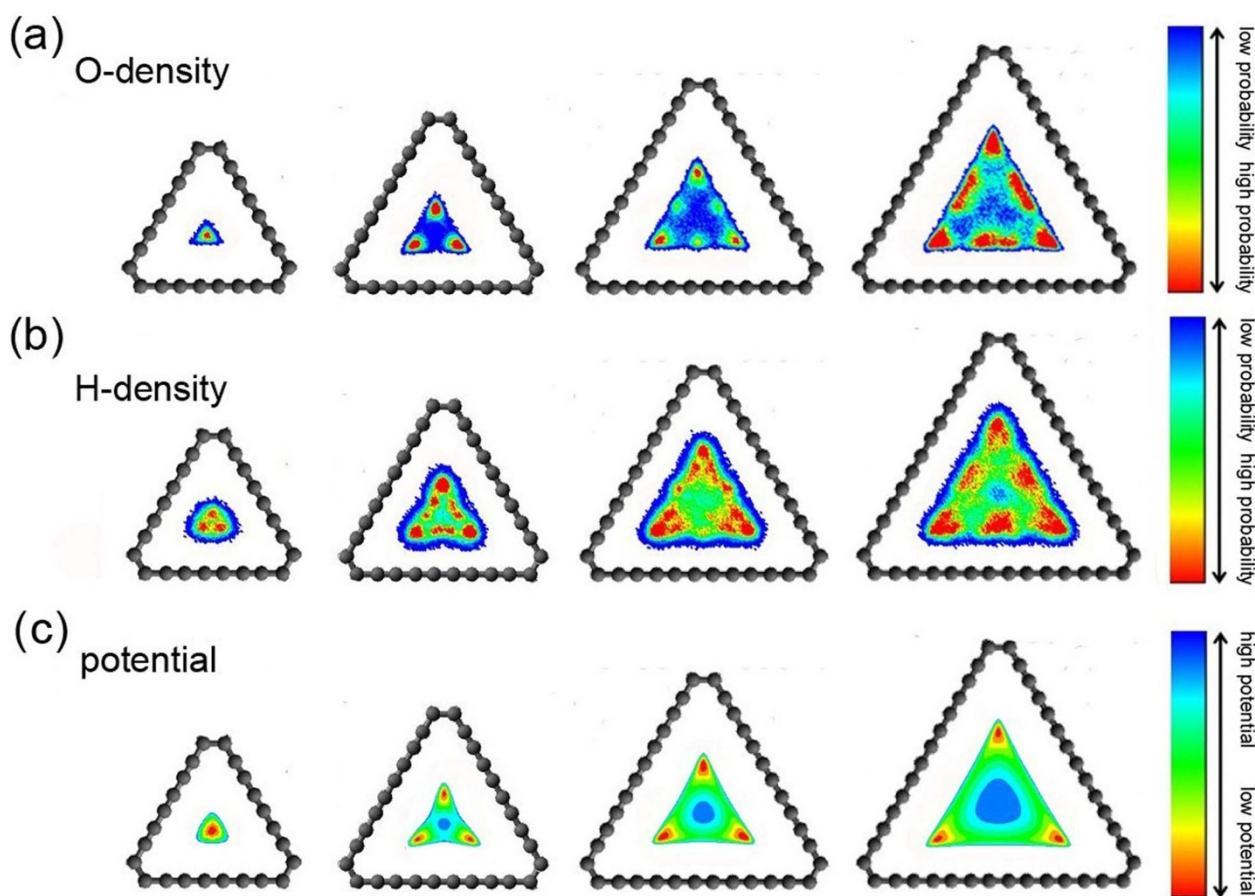 (a)
O-density
low probability high probability
(b)
H-density
low probability high probability
(c)
potential
high potential low potential